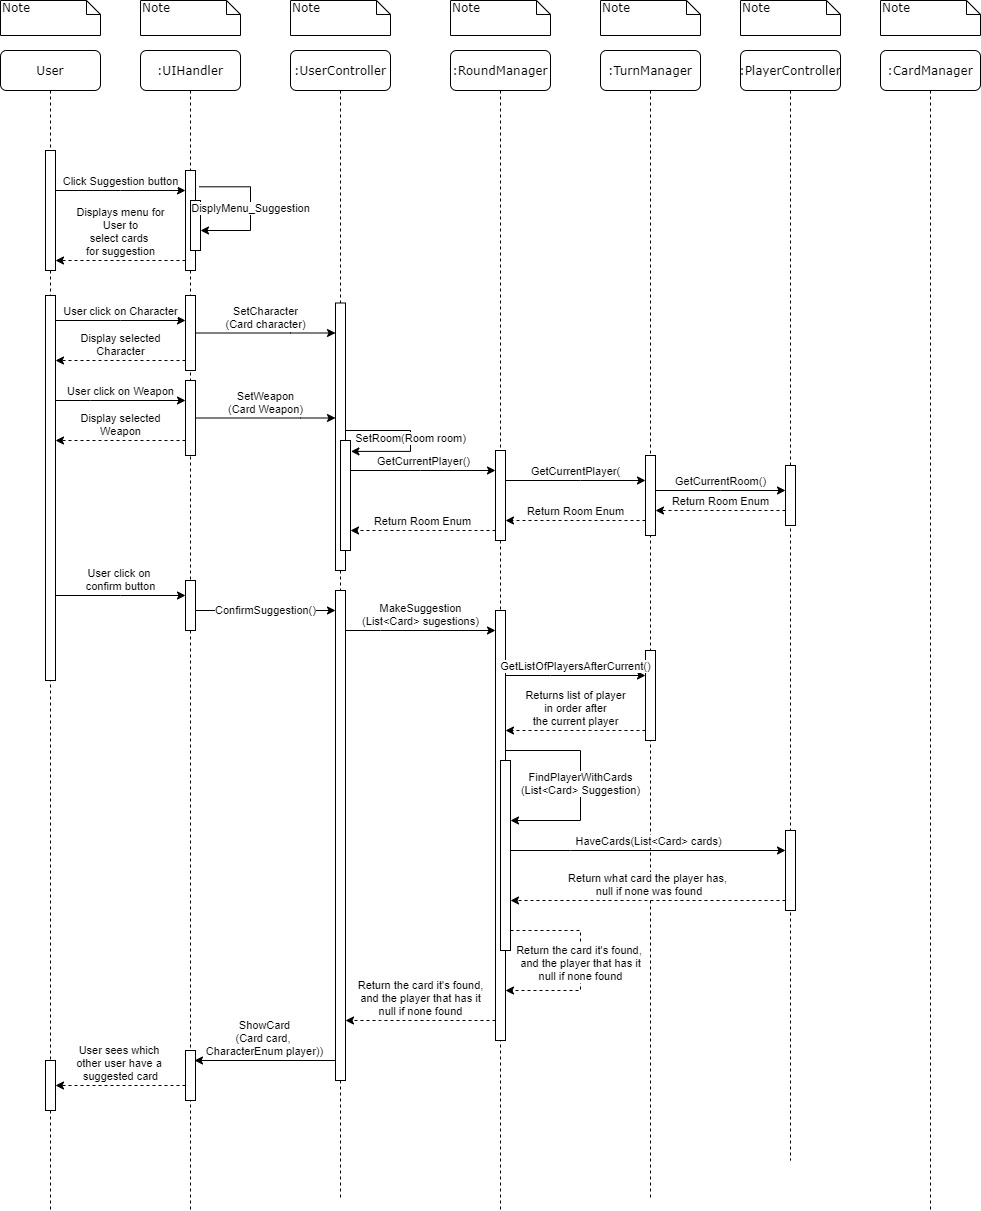 Note
Note
Note
Note
Note
Note
Note
User
:UIHandler
:UserController
:RoundManager
:TurnManager
:PlayerController
:CardManager
Click Suggestion button
DisplyMenu_Suggestion
Displays menu for
User to
select cards
for suggestion
User click on Character
SetCharacter
(Card character)
Display selected
Character
User click on Weapon
SetWeapon
(Card Weapon)
Display selected
Weapon
SetRoom(Room room)
GetCurrentPlayer()
GetCurrentPlayer(
GetCurrentRoom()
Return Room Enum
Return Room Enum
Return Room Enum
User click on
confirm button
ConfirmSuggestion()
MakeSuggestion
(List<Card> sugestions)
GetListOfPlayersAfterCurrent()
Returns list of player
in order after
the current player
FindPlayerWithCards
(List<Card> Suggestion)
HaveCards(List<Card> cards)
Return what card the player has,
null if none was found
Return the card it's found,
and the player that has it
null if none found
Return the card it's found,
and the player that has it
null if none found
ShowCard
(Card card,
CharacterEnum player))
User sees which
other user have a
suggested card